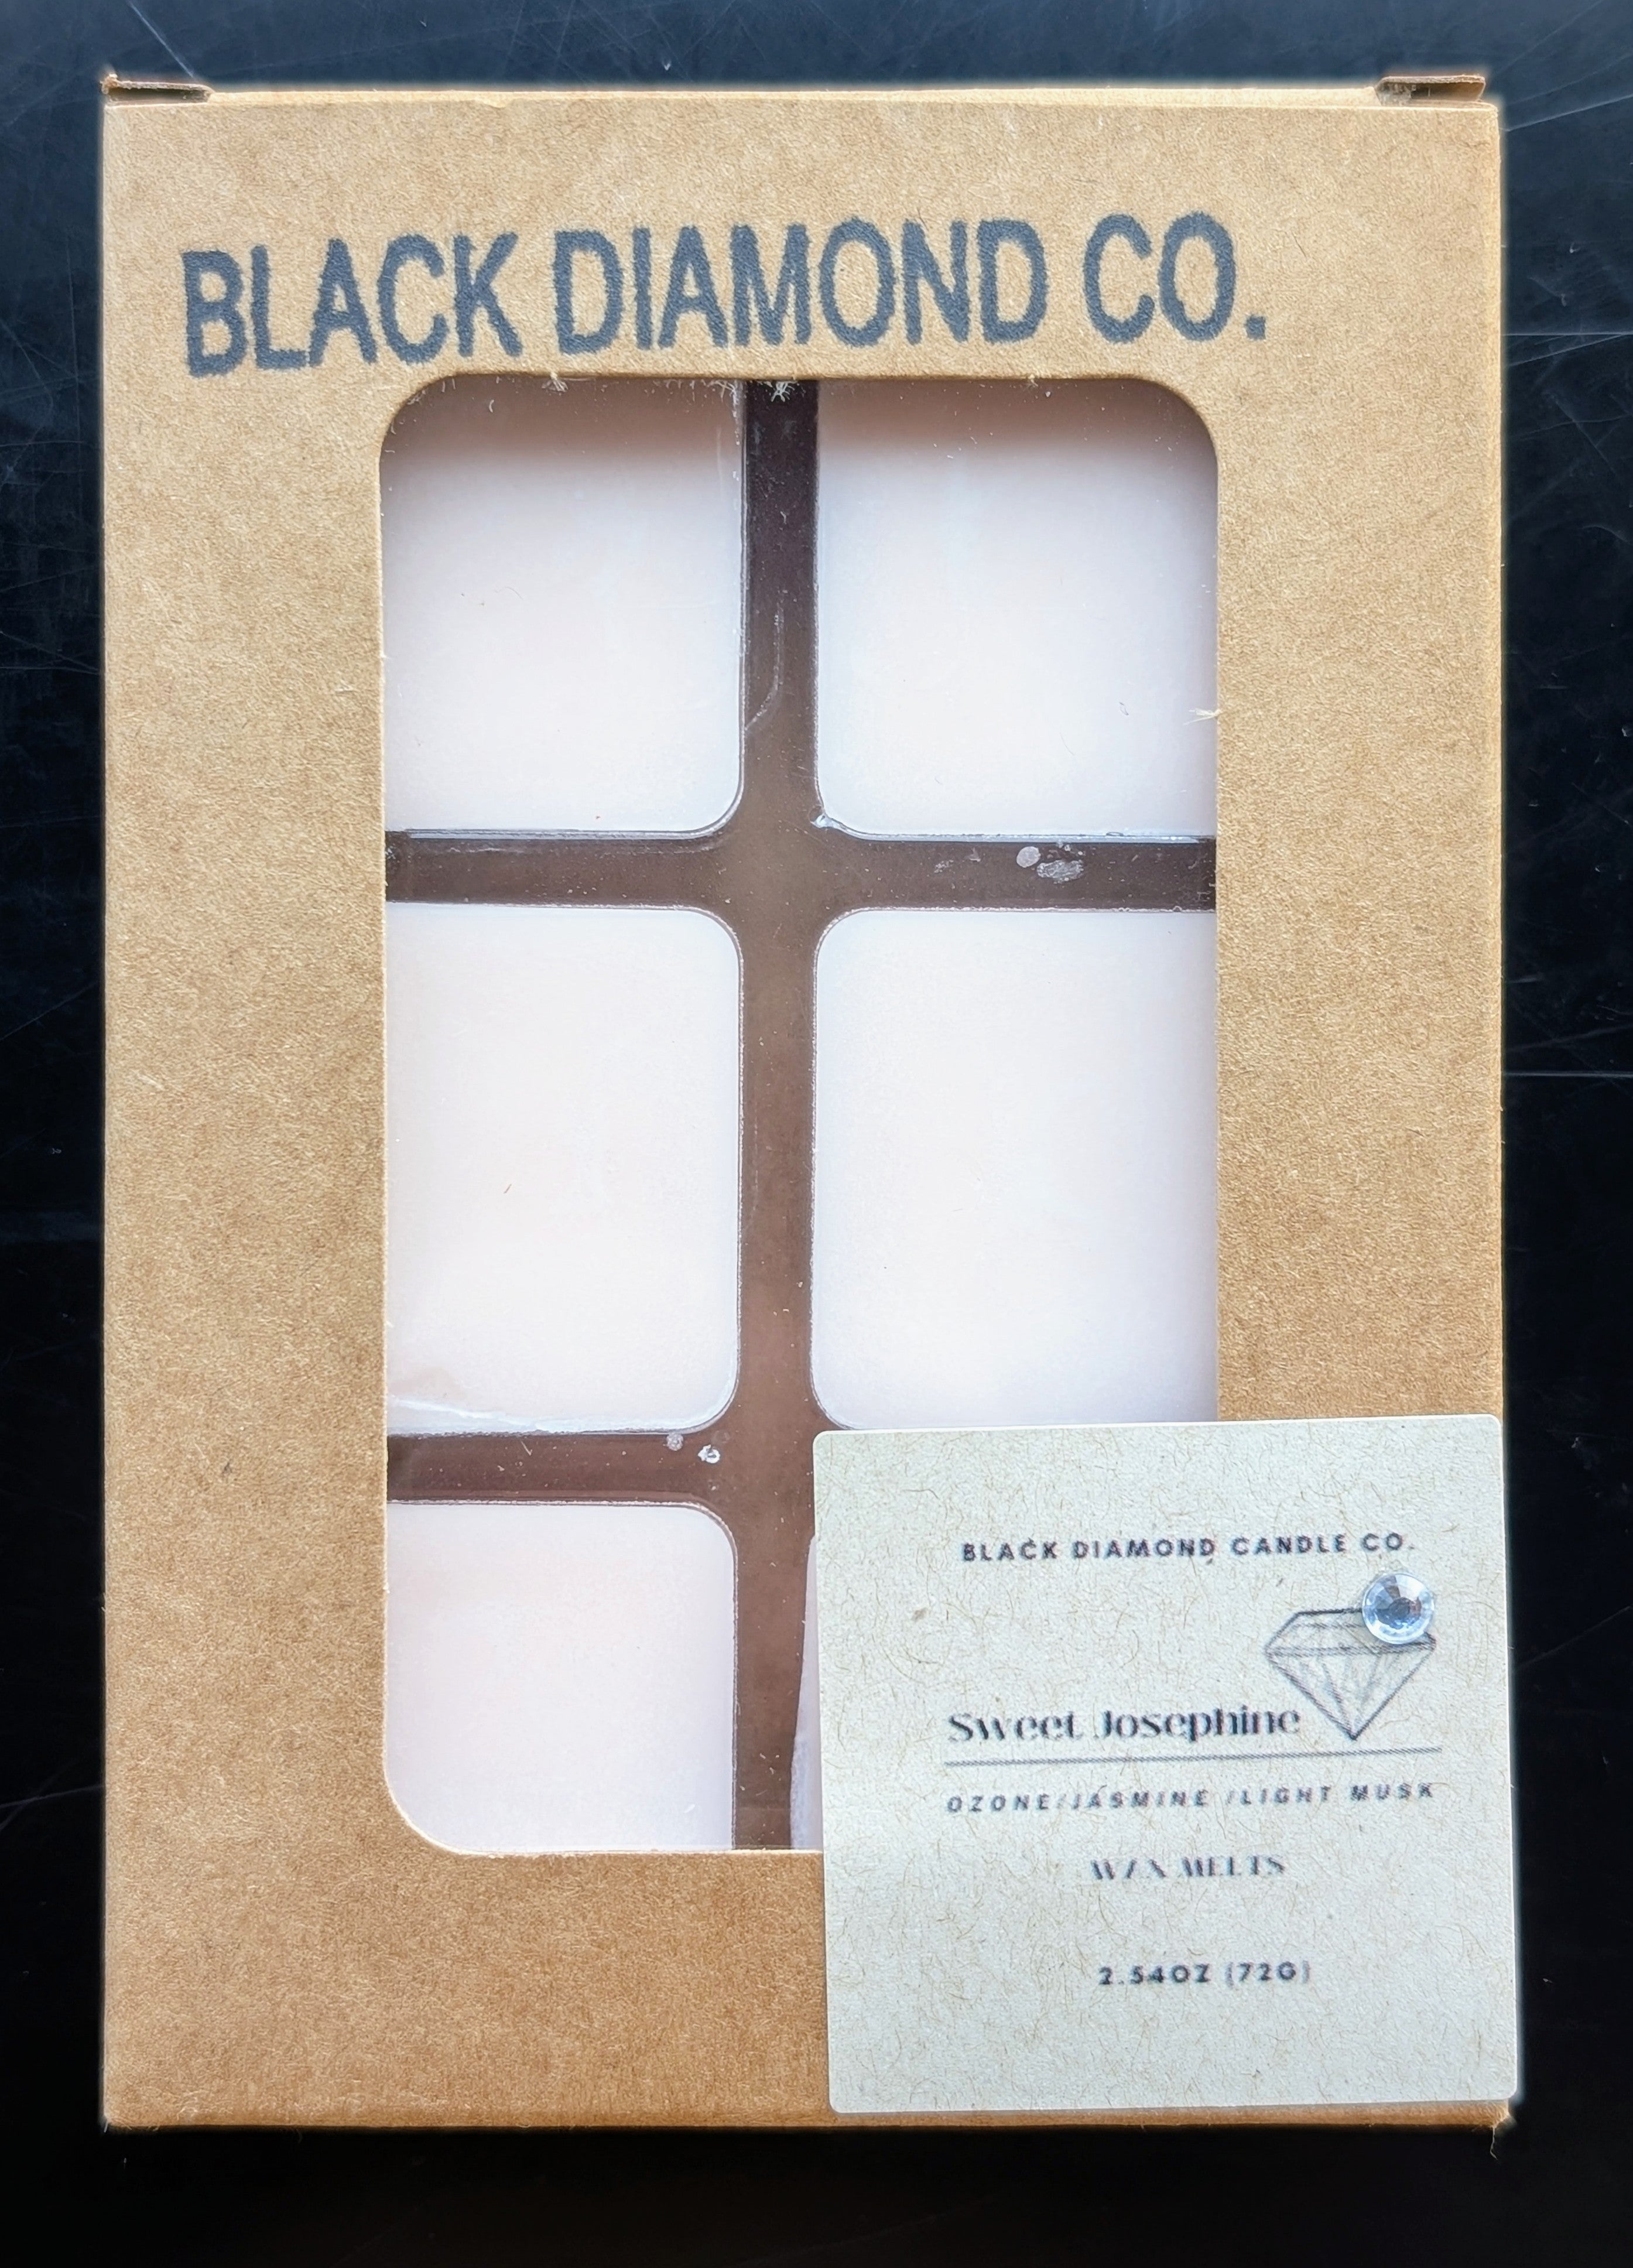 BLACK DIAMOND CO.
BLACK DIAMOND CANDLE CO.
Sweet Josephine
OZONE/JASMINE /LIGHT MUSK
WAX MELTS
2.54OZ (72G)